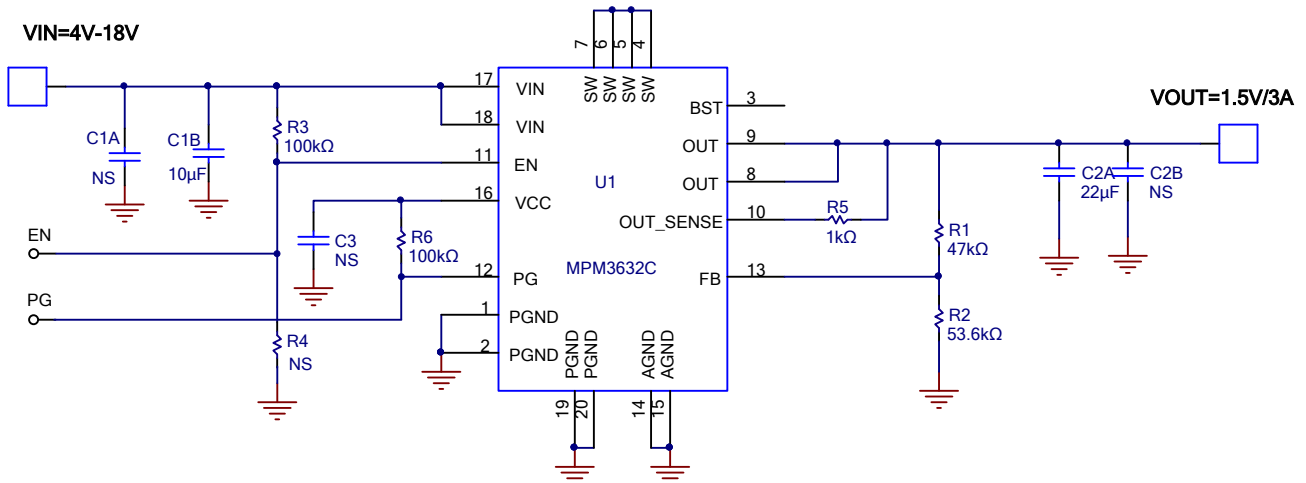 VIN=4V-18V
VOUT=1.5V/3A
7
6
5
4
SW
SW
SW
SW
17
VIN
18
VIN
11
EN
16
VCC
12
PG
1
PGND
2
PGND
BST
3
OUT
9
OUT
8
OUT_SENSE
10
FB
13
U1
MPM3632C
PGND
PGND
AGND
AGND
19
20
14
15
C1A
NS
C1B
10µF
R3
100kΩ
C3
NS
R6
100kΩ
EN
PG
R4
NS
R5
1kΩ
R1
47kΩ
R2
53.6kΩ
C2A
22µF
C2B
NS